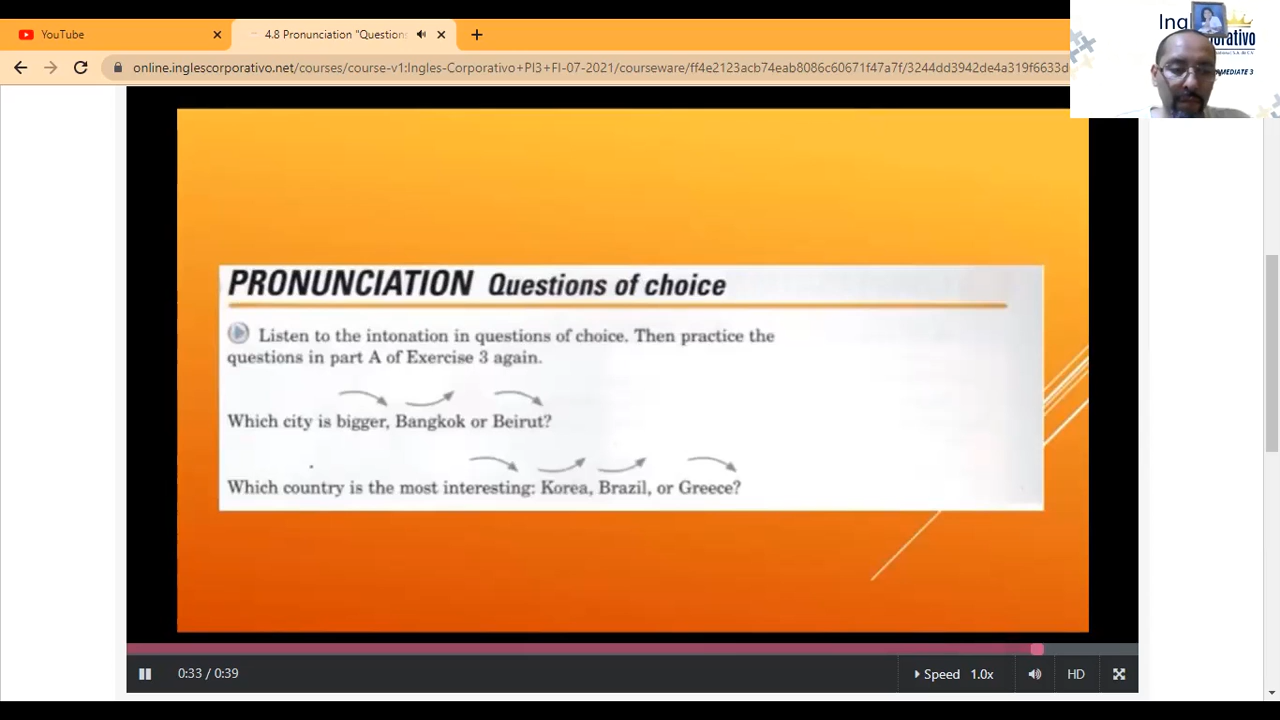 YouTube
4.8 Pronunciation "Question
online.inglescorporativo.net/courses/course-v1:Ingles-Corporativo+PI3+FI-07-2021/courseware/ff4e2123acb74eab8086c60671f47a7f/3244dd3942de4a319f6633d
PRONUNCIATION Questions of choice
Listen to the intonation in questions of choice. Then practice the
questions in part A of Exercise 3 again.
Which city is bigger, Bangkok or Beirut?
Which country is the most interesting: Korea, Brazil, or Greece?
0:33 / 0:39
Speed 1.0x
HD